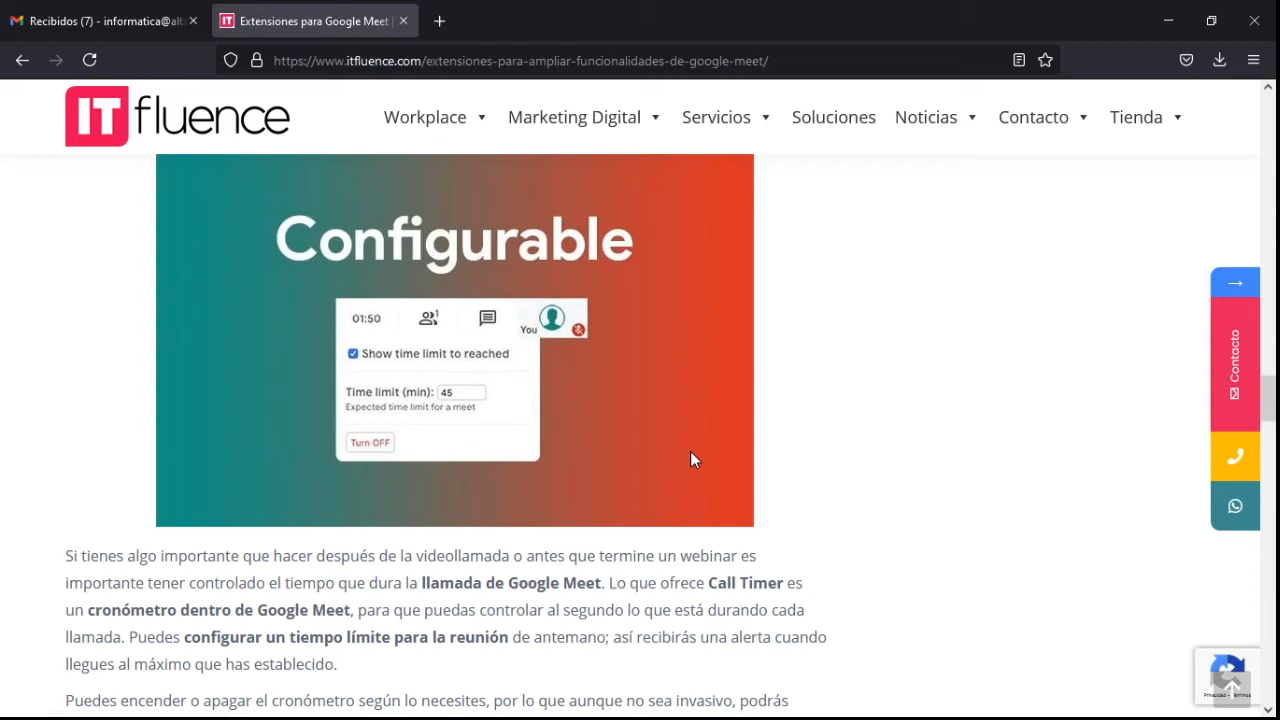 Recibidos (7) - informatica@alt
Extensiones para Google Meet |
https://www.itfluence.com/extensiones-para-ampliar-funcionalidades-de-google-meet/
IT fluence
Workplace
Marketing Digital
Servicios
Soluciones
Noticias
Contacto
Tienda
Configurable
01:50
1
You
Show time limit to reached
Time limit (min): 45
Expected time limit for a meet
Turn OFF
Contacto
Si tienes algo importante que hacer después de la videollamada o antes que termine un webinar es
importante tener controlado el tiempo que dura la llamada de Google Meet. Lo que ofrece Call Timer es
un cronómetro dentro de Google Meet, para que puedas controlar al segundo lo que está durando cada
llamada. Puedes configurar un tiempo límite para la reunión de antemano; así recibirás una alerta cuando
llegues al máximo que has establecido.
Puedes encender o apagar el cronómetro según lo necesites, por lo que aunque no sea invasivo, podrás
Privacidad - Términos